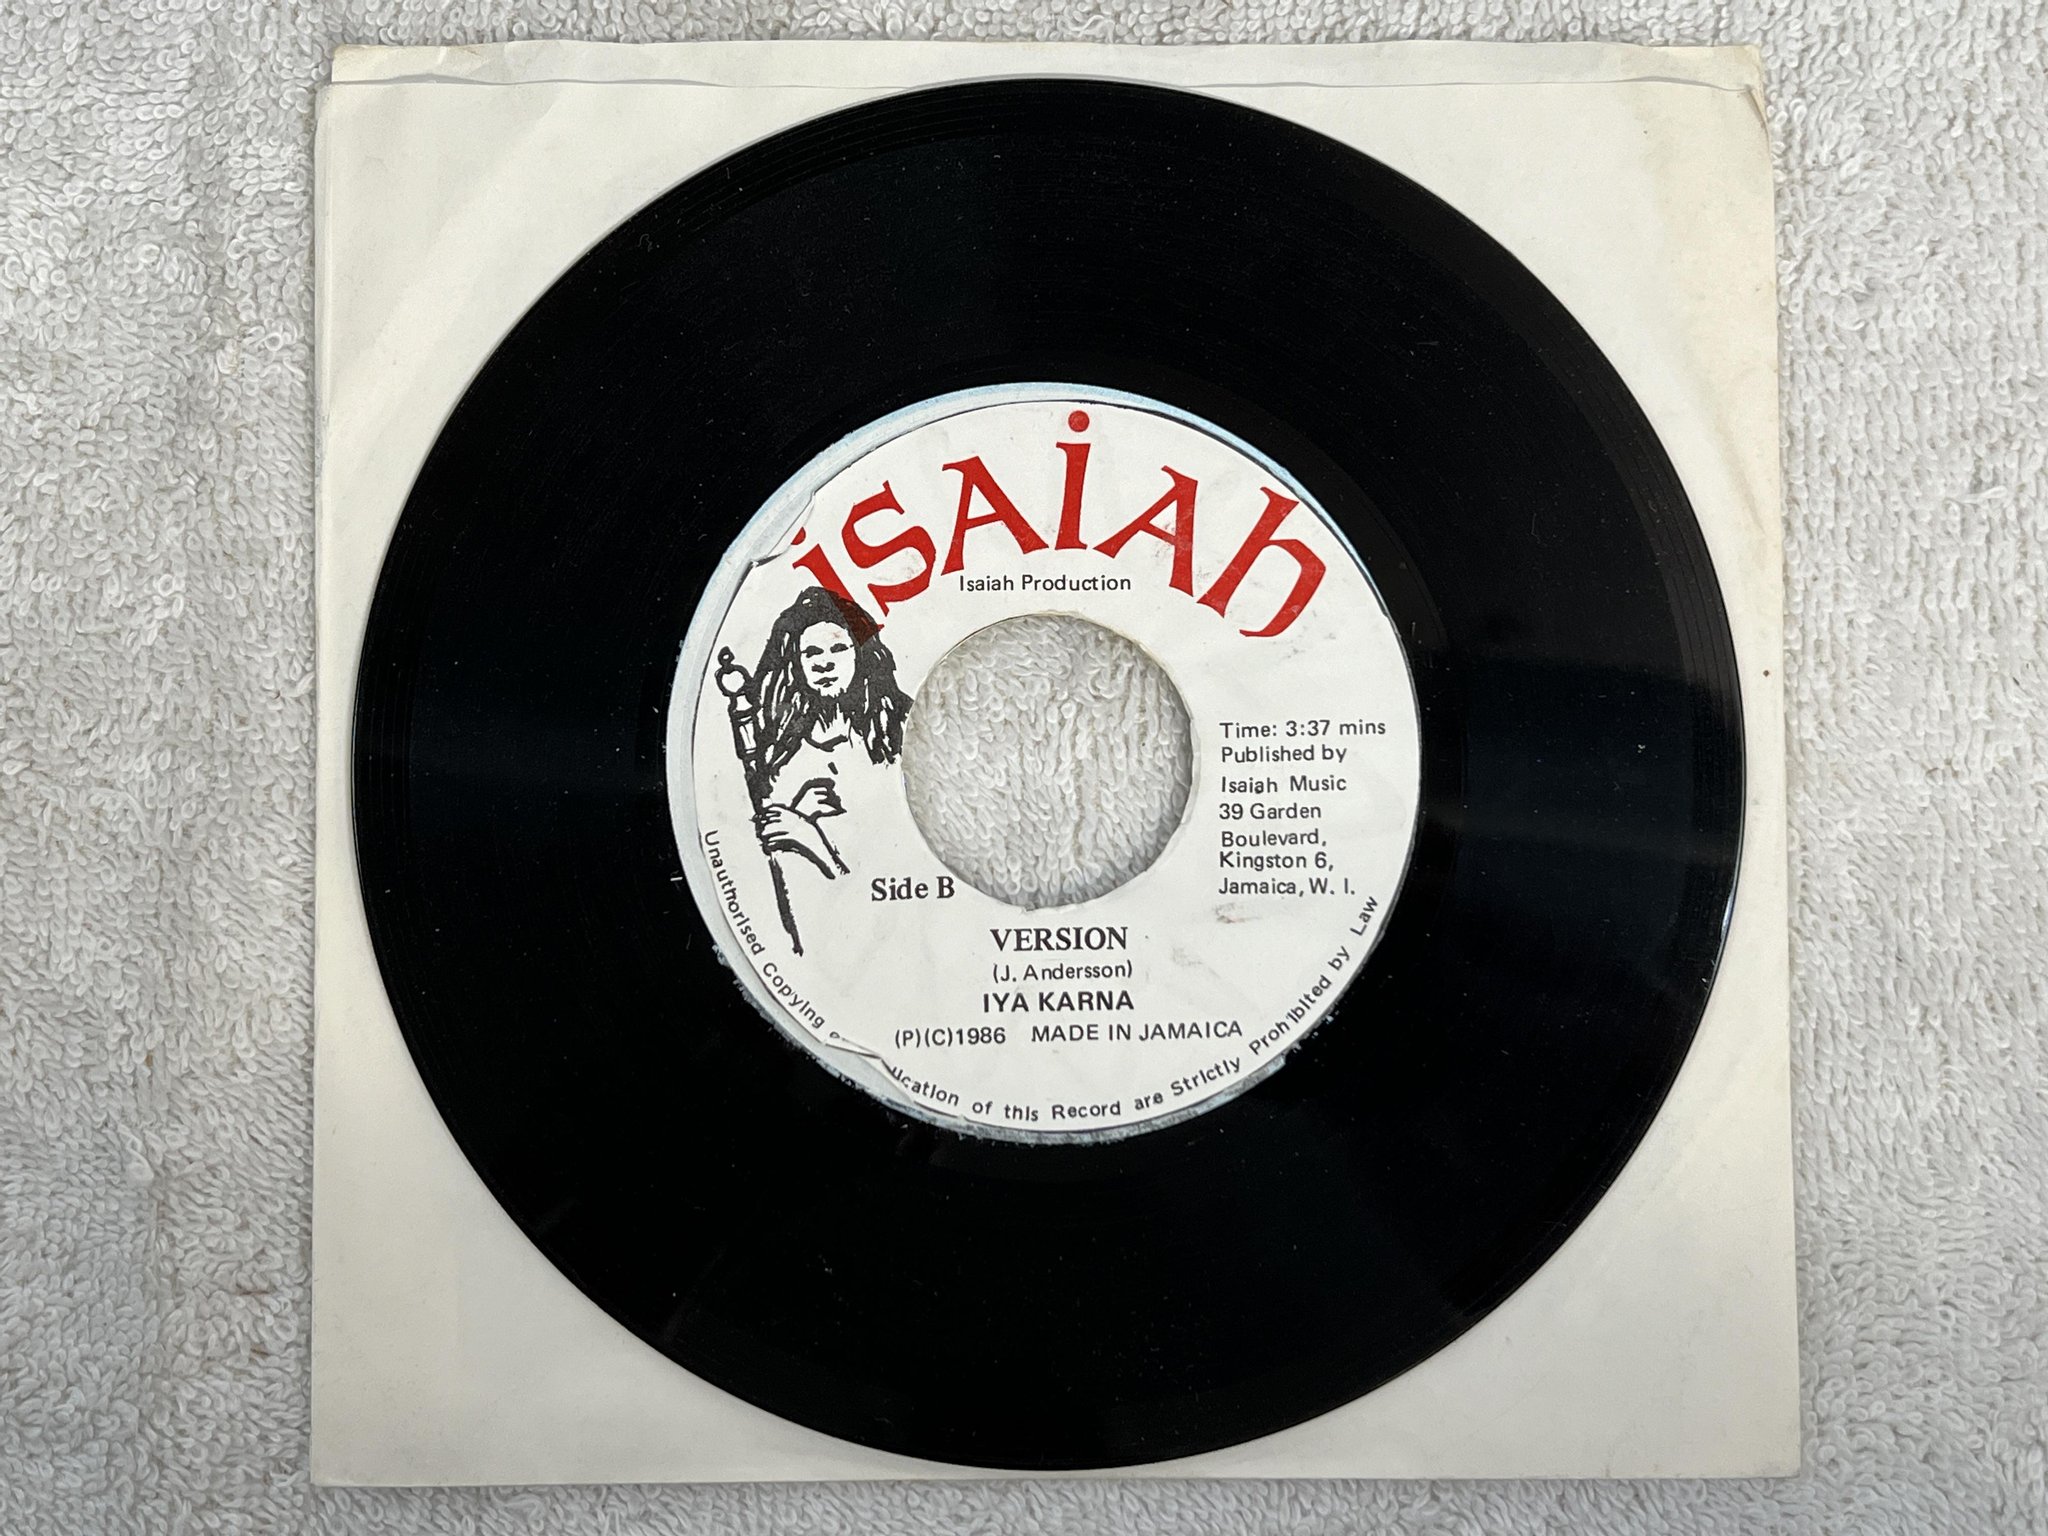 isaiah
Isaiah Production
Time: 3:37 mins
Published by
Isaiah Music
39 Garden
Boulevard,
Kingston 6,
Jamaica, W. I.
Side B
VERSION
(J. Andersson)
IYA KARNA
(P)(C)1986 MADE IN JAMAICA
Unauthorised Copying of this Record are Strictly Prohibited by Law